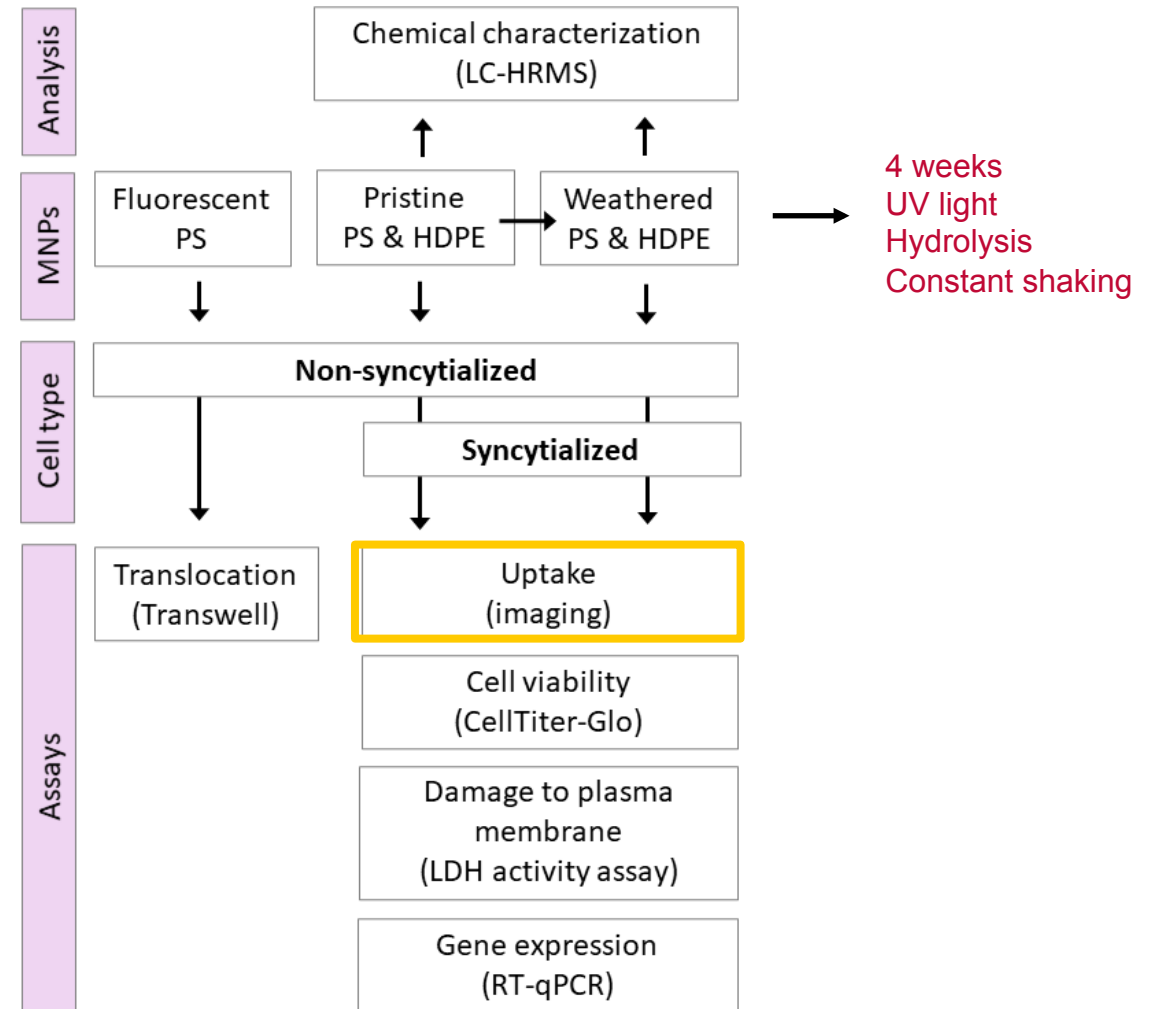 Analysis
Chemical characterization
(LC-HRMS)
MNPs
Fluorescent
PS
Pristine
PS & HDPE
Weathered
PS & HDPE
4 weeks
UV light
Hydrolysis
Constant shaking
Cell type
Non-syncytialized
Syncytialized
Assays
Translocation
(Transwell)
Uptake
(imaging)
Cell viability
(CellTiter-Glo)
Damage to plasma
membrane
(LDH activity assay)
Gene expression
(RT-qPCR)